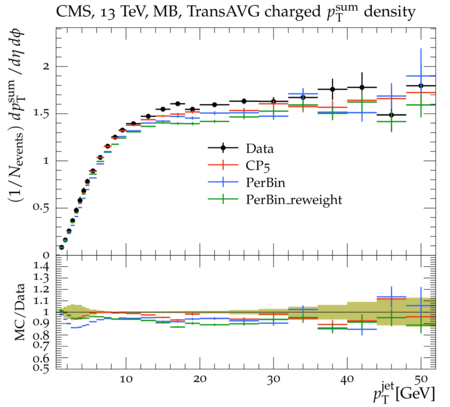 CMS, 13 TeV, MB, TransAVG charged p_T^sum density
(1/N_events) dp_T^sum/dη dφ
2
1.5
1
0.5
0
Data
CP5
PerBin
PerBin_reweight
MC/Data
1.4
1.3
1.2
1.1
1
0.9
0.8
0.7
0.6
0.5
10 20 30 40 50
p_T^jet[GeV]